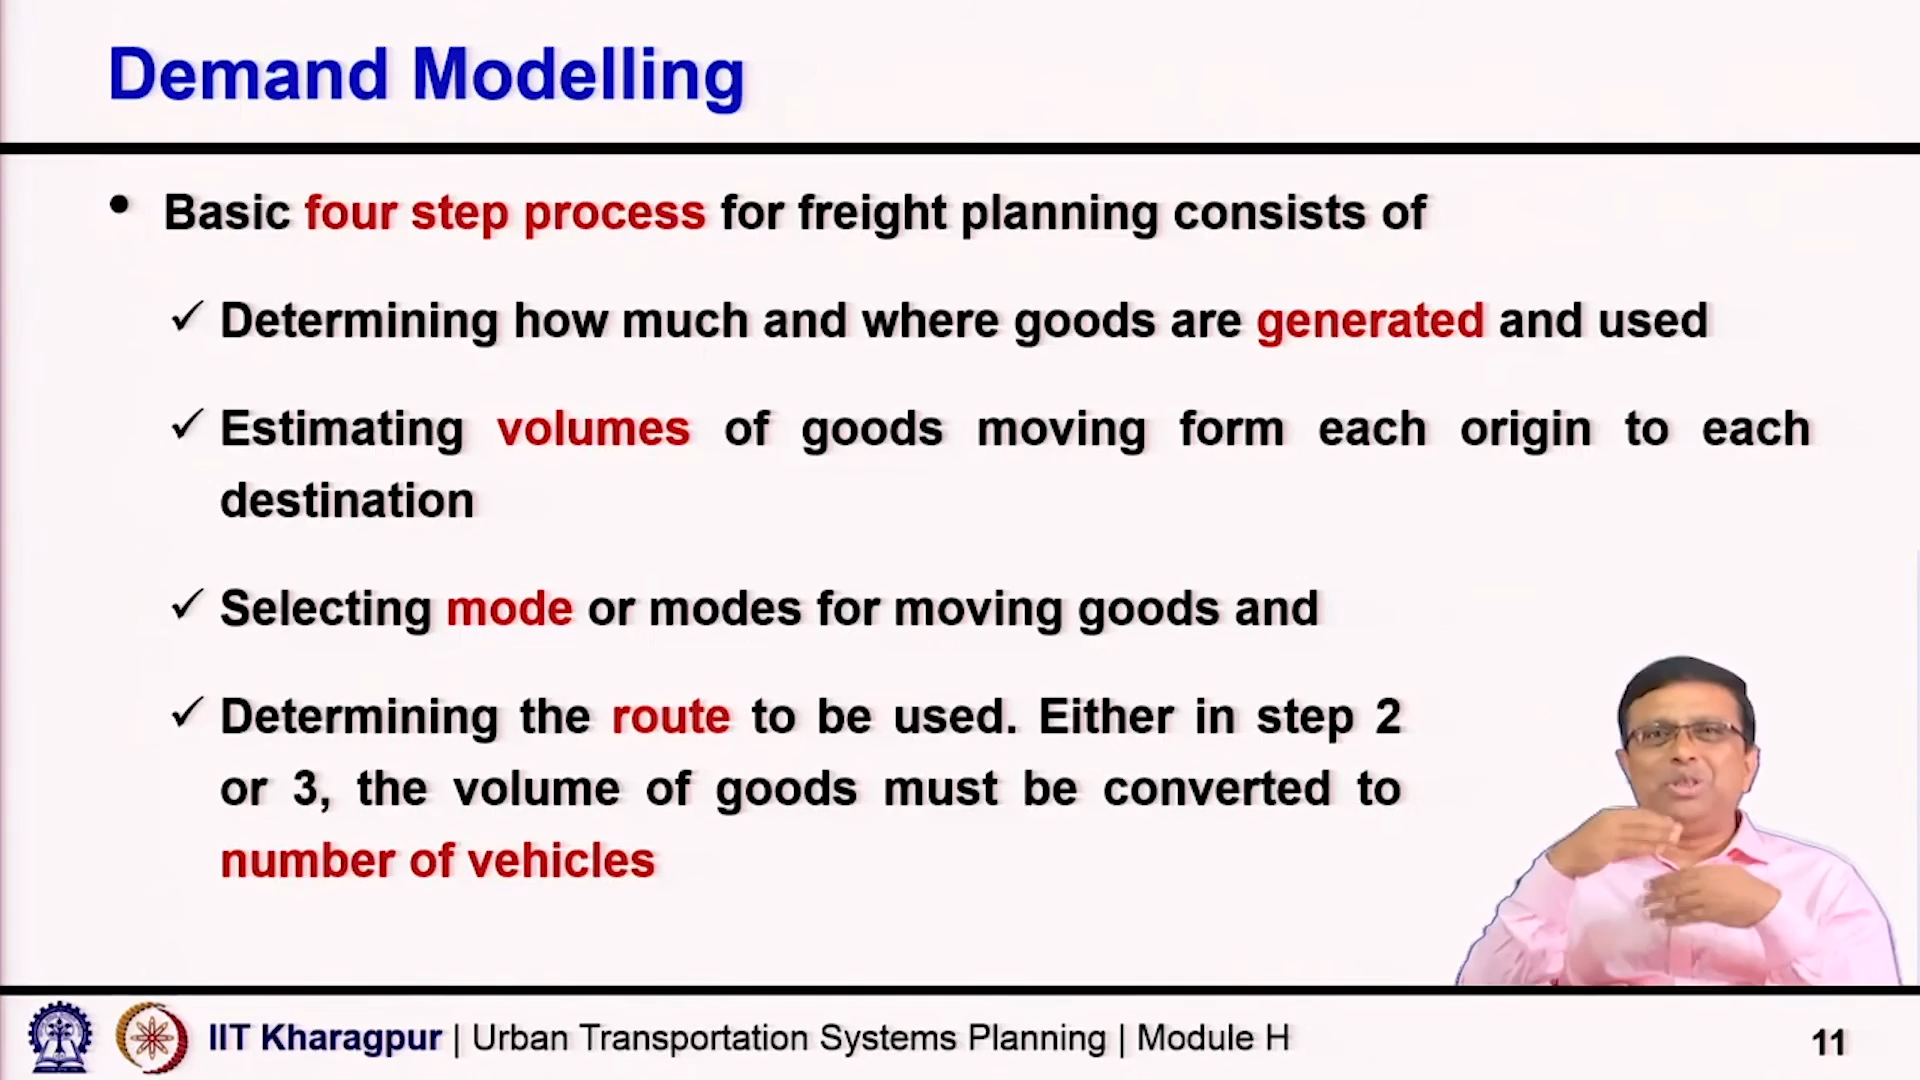 Demand Modelling
• Basic four step process for freight planning consists of
✓ Determining how much and where goods are generated and used
✓ Estimating volumes of goods moving form each origin to each
destination
✓ Selecting mode or modes for moving goods and
✓ Determining the route to be used. Either in step 2
or 3, the volume of goods must be converted to
number of vehicles
IIT Kharagpur | Urban Transportation Systems Planning | Module H
11